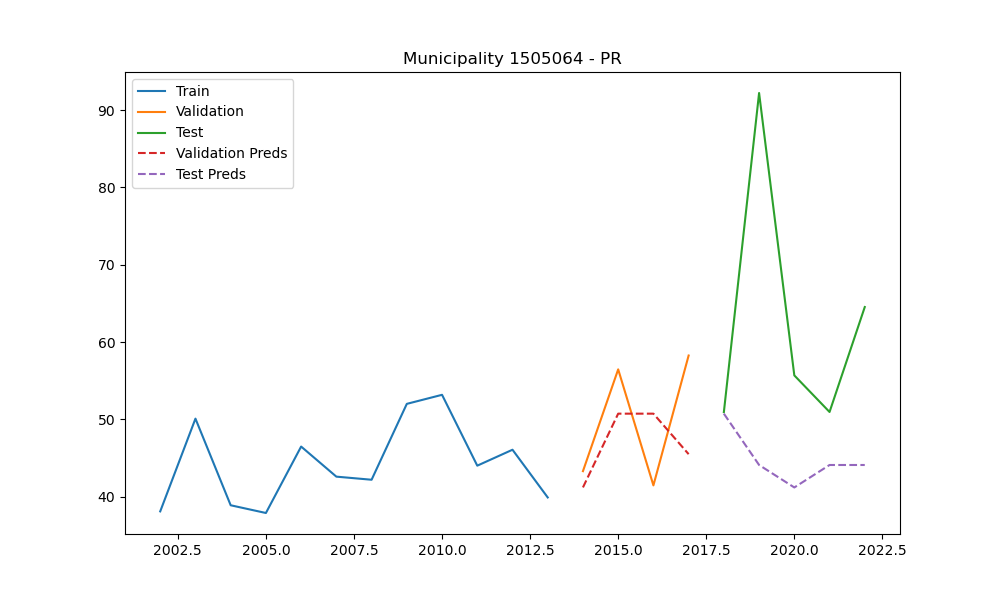 Municipality 1505064 - PR
Train
Validation
Test
Validation Preds
Test Preds
90
80
70
60
50
40
2002.5 2005.0 2007.5 2010.0 2012.5 2015.0 2017.5 2020.0 2022.5